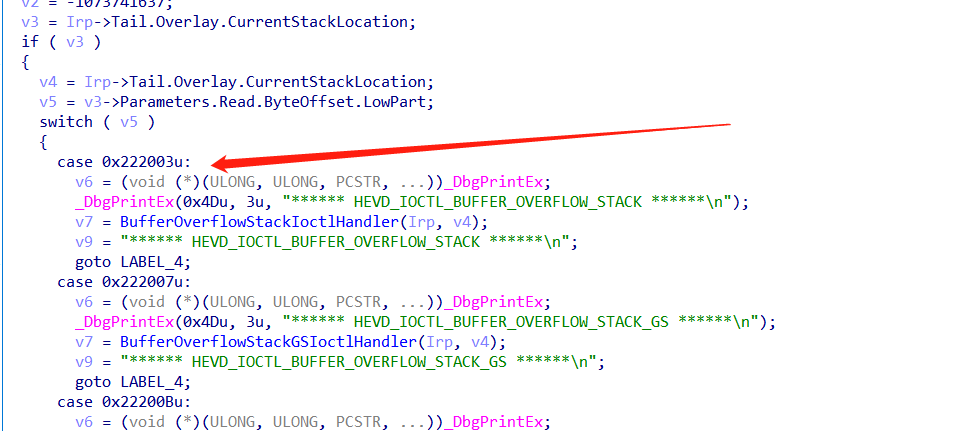 v2 = -1073741637;
v3 = Irp->Tail.Overlay.CurrentStackLocation;
if ( v3 )
{
v4 = Irp->Tail.Overlay.CurrentStackLocation;
v5 = v3->Parameters.Read.ByteOffset.LowPart;
switch ( v5 )
{
case 0x222003u:
v6 = (void (*)(ULONG, ULONG, PCSTR, ...))_DbgPrintEx;
_DbgPrintEx(0x4Du, 3u, "****** HEVD_IOCTL_BUFFER_OVERFLOW_STACK ******\n");
v7 = BufferOverflowStackIoctlHandler(Irp, v4);
v9 = "****** HEVD_IOCTL_BUFFER_OVERFLOW_STACK ******\n";
goto LABEL_4;
case 0x222007u:
v6 = (void (*)(ULONG, ULONG, PCSTR, ...))_DbgPrintEx;
_DbgPrintEx(0x4Du, 3u, "****** HEVD_IOCTL_BUFFER_OVERFLOW_STACK_GS ******\n");
v7 = BufferOverflowStackGSIoctlHandler(Irp, v4);
v9 = "****** HEVD_IOCTL_BUFFER_OVERFLOW_STACK_GS ******\n";
goto LABEL_4;
case 0x22200Bu:
v6 = (void (*)(ULONG, ULONG, PCSTR, ...))_DbgPrintEx;